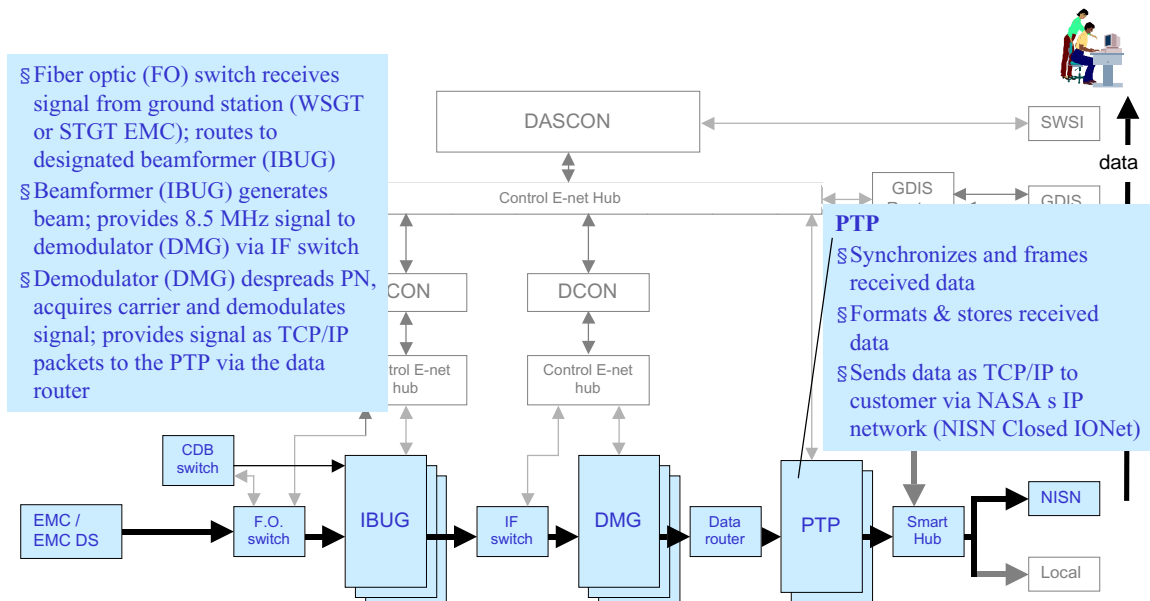 §Fiber optic (FO) switch receives
signal from ground station (WSGT
or STGT EMC); routes to
designated beamformer (IBUG)
§Beamformer (IBUG) generates
beam; provides 8.5 MHz signal to
demodulator (DMG) via IF switch
§Demodulator (DMG) despreads PN,
acquires carrier and demodulates
signal; provides signal as TCP/IP
packets to the PTP via the data
router
DASCON
SWSI
data
Control E-net Hub
GDIS
GDIS
PTP
§Synchronizes and frames
received data
§Formats & stores received
data
§Sends data as TCP/IP to
customer via NASA s IP
network (NISN Closed IONet)
CON
DCON
trol E-net
hub
Control E-net
hub
CDB
switch
EMC /
EMC DS
F.O.
switch
IBUG
IF
switch
DMG
Data
router
PTP
Smart
Hub
NISN
Local